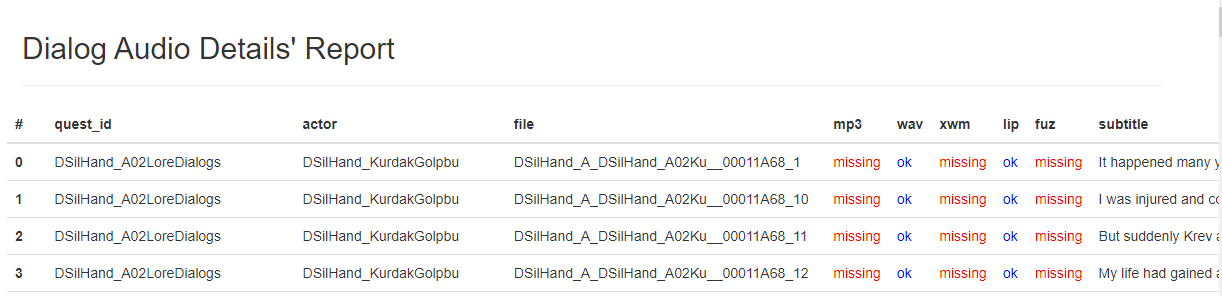 Dialog Audio Details' Report
# quest_id actor file mp3 wav xwm lip fuz subtitle
0 DSilHand_A02LoreDialogs DSilHand_KurdakGolpbu DSilHand_A_DSilHand_A02Ku__00011A68_1 missing ok missing ok missing It happened many
1 DSilHand_A02LoreDialogs DSilHand_KurdakGolpbu DSilHand_A_DSilHand_A02Ku__00011A68_10 missing ok missing ok missing I was injured and
2 DSilHand_A02LoreDialogs DSilHand_KurdakGolpbu DSilHand_A_DSilHand_A02Ku__00011A68_11 missing ok missing ok missing But suddenly Krev
3 DSilHand_A02LoreDialogs DSilHand_KurdakGolpbu DSilHand_A_DSilHand_A02Ku__00011A68_12 missing ok missing ok missing My life had gained